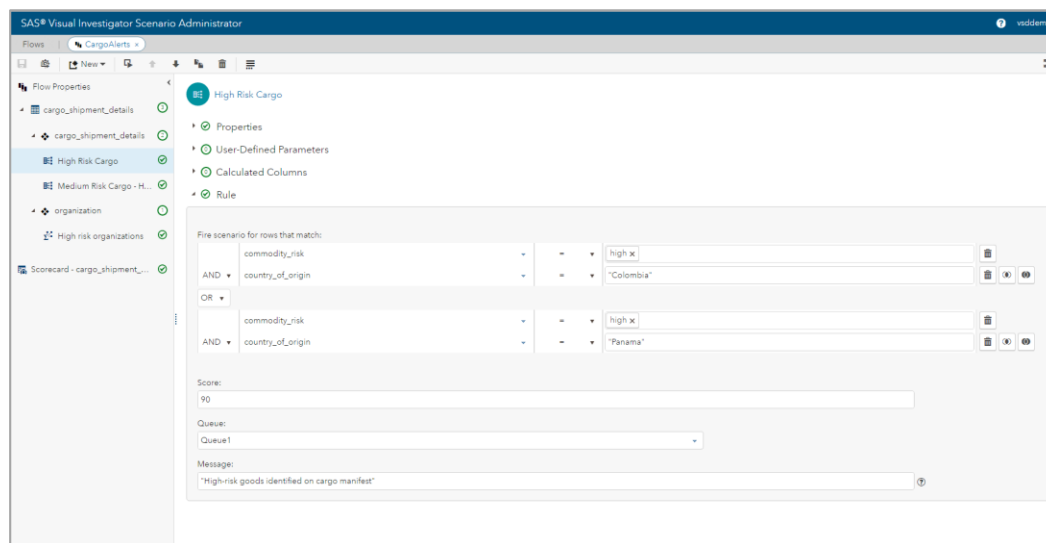 SAS® Visual Investigator Scenario Administrator
Flows
CargoAlerts ×
New
Flow Properties
cargo_shipment_details
cargo_shipment_details
High Risk Cargo
Medium Risk Cargo - H...
organization
High risk organizations
Scorecard - cargo_shipment_...
High Risk Cargo
Properties
User-Defined Parameters
Calculated Columns
Rule
Fire scenario for rows that match:
commodity_risk = high ×
AND country_of_origin = "Colombia"
OR
commodity_risk = high ×
AND country_of_origin = "Panama"
Score:
90
Queue:
Queue1
Message:
"High-risk goods identified on cargo manifest"